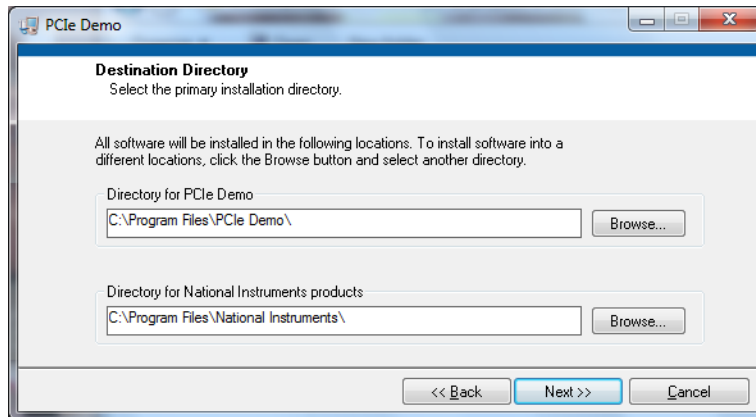 PCIe Demo
Destination Directory
Select the primary installation directory.
All software will be installed in the following locations. To install software into a
different locations, click the Browse button and select another directory.
Directory for PCIe Demo
C:\Program Files\PCIe Demo\
Browse...
Directory for National Instruments products
C:\Program Files\National Instruments\
Browse...
<< Back
Next >>
Cancel